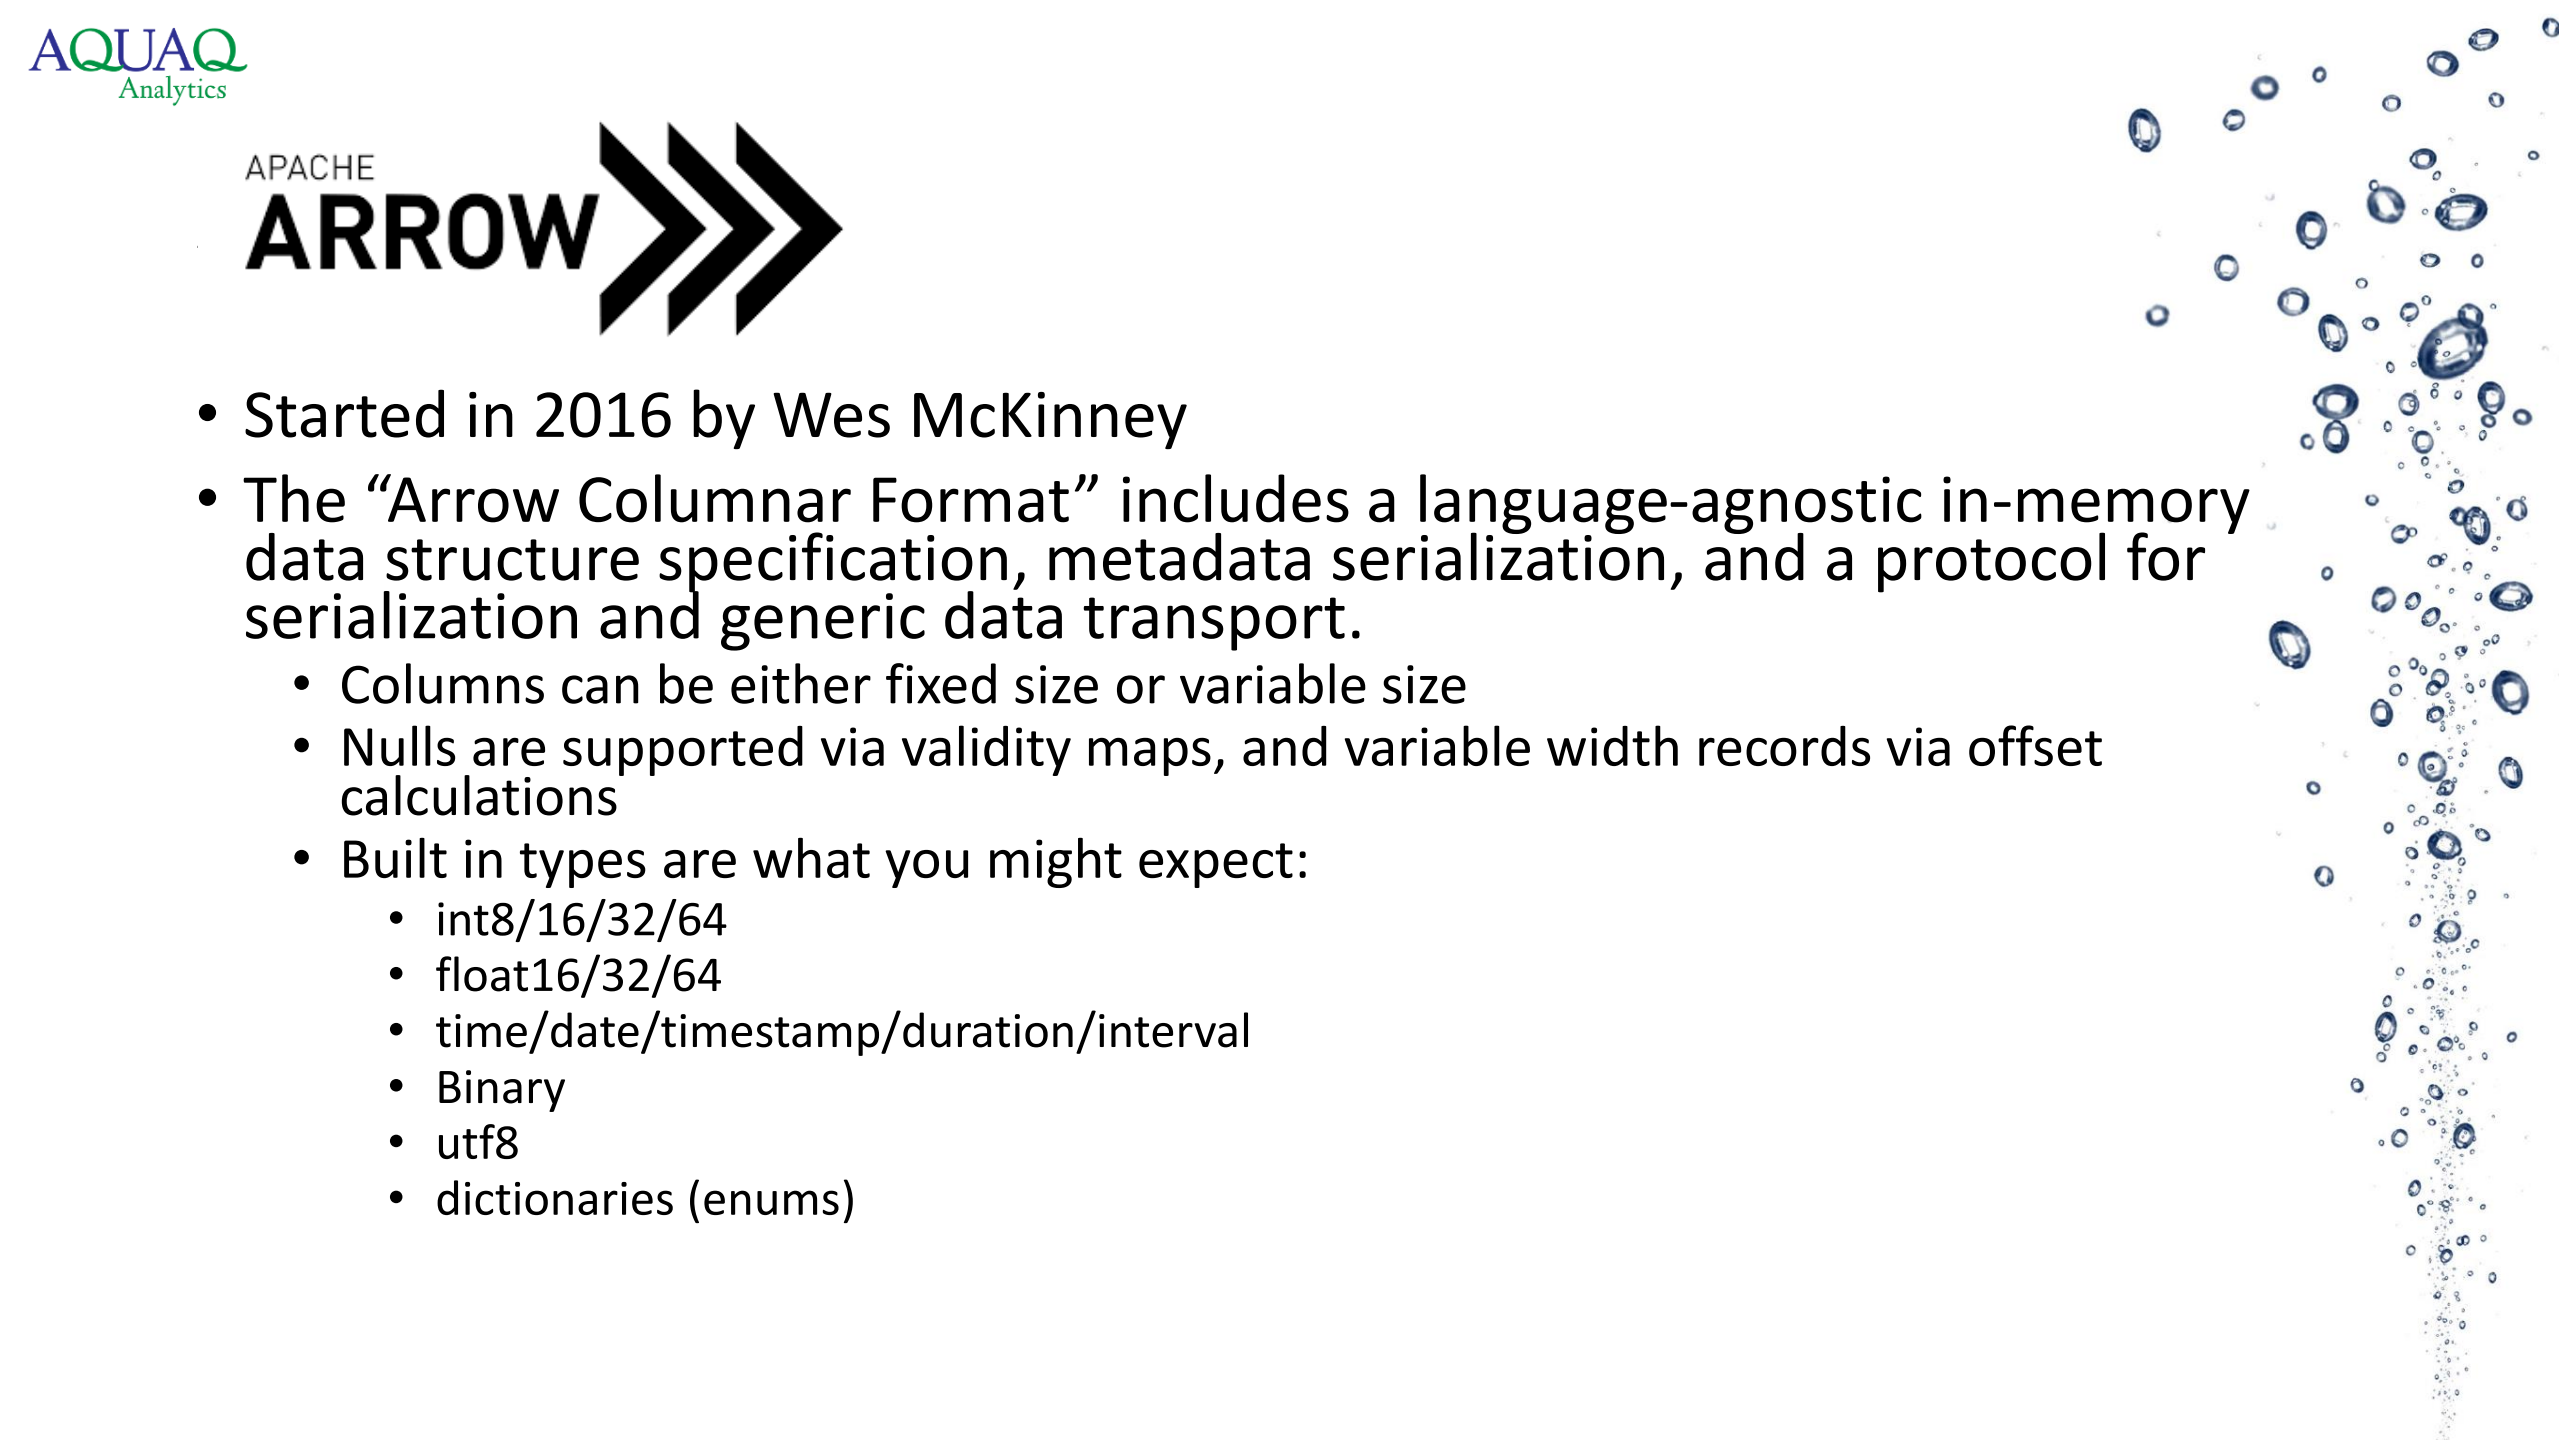 AQUAQ
Analytics
APACHE
ARROW
• Started in 2016 by Wes McKinney
• The “Arrow Columnar Format” includes a language-agnostic in-memory
data structure specification, metadata serialization, and a protocol for
serialization and generic data transport.
• Columns can be either fixed size or variable size
• Nulls are supported via validity maps, and variable width records via offset
calculations
• Built in types are what you might expect:
• int8/16/32/64
• float16/32/64
• time/date/timestamp/duration/interval
• Binary
• utf8
• dictionaries (enums)